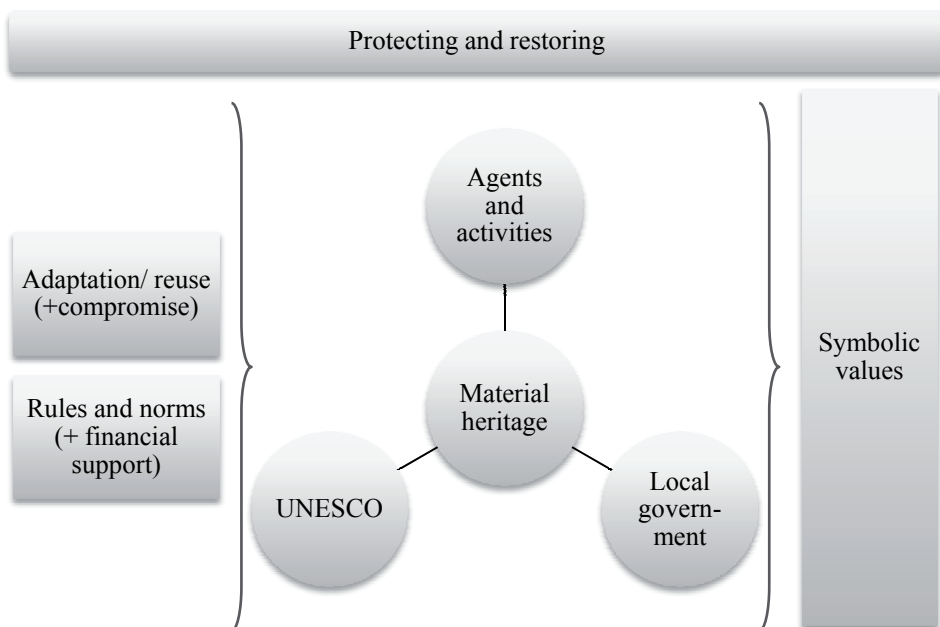 Protecting and restoring
Agents
and
activities
Adaptation/ reuse
(+compromise)
Rules and norms
(+ financial
support)
Material
heritage
UNESCO
Local
govern-
ment
Symbolic
values